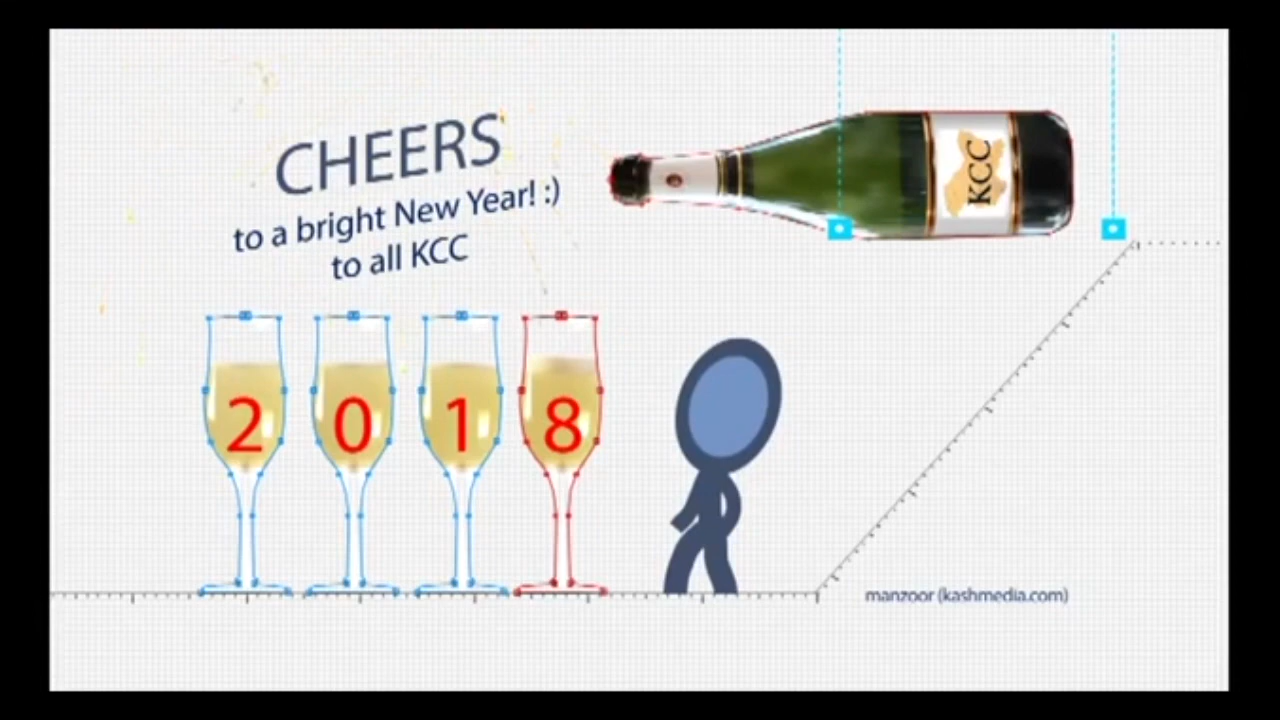 CHEERS
to a bright New Year! :)
to all KCC
KCC
2 0 1 8
manzoor (kashmedia.com)